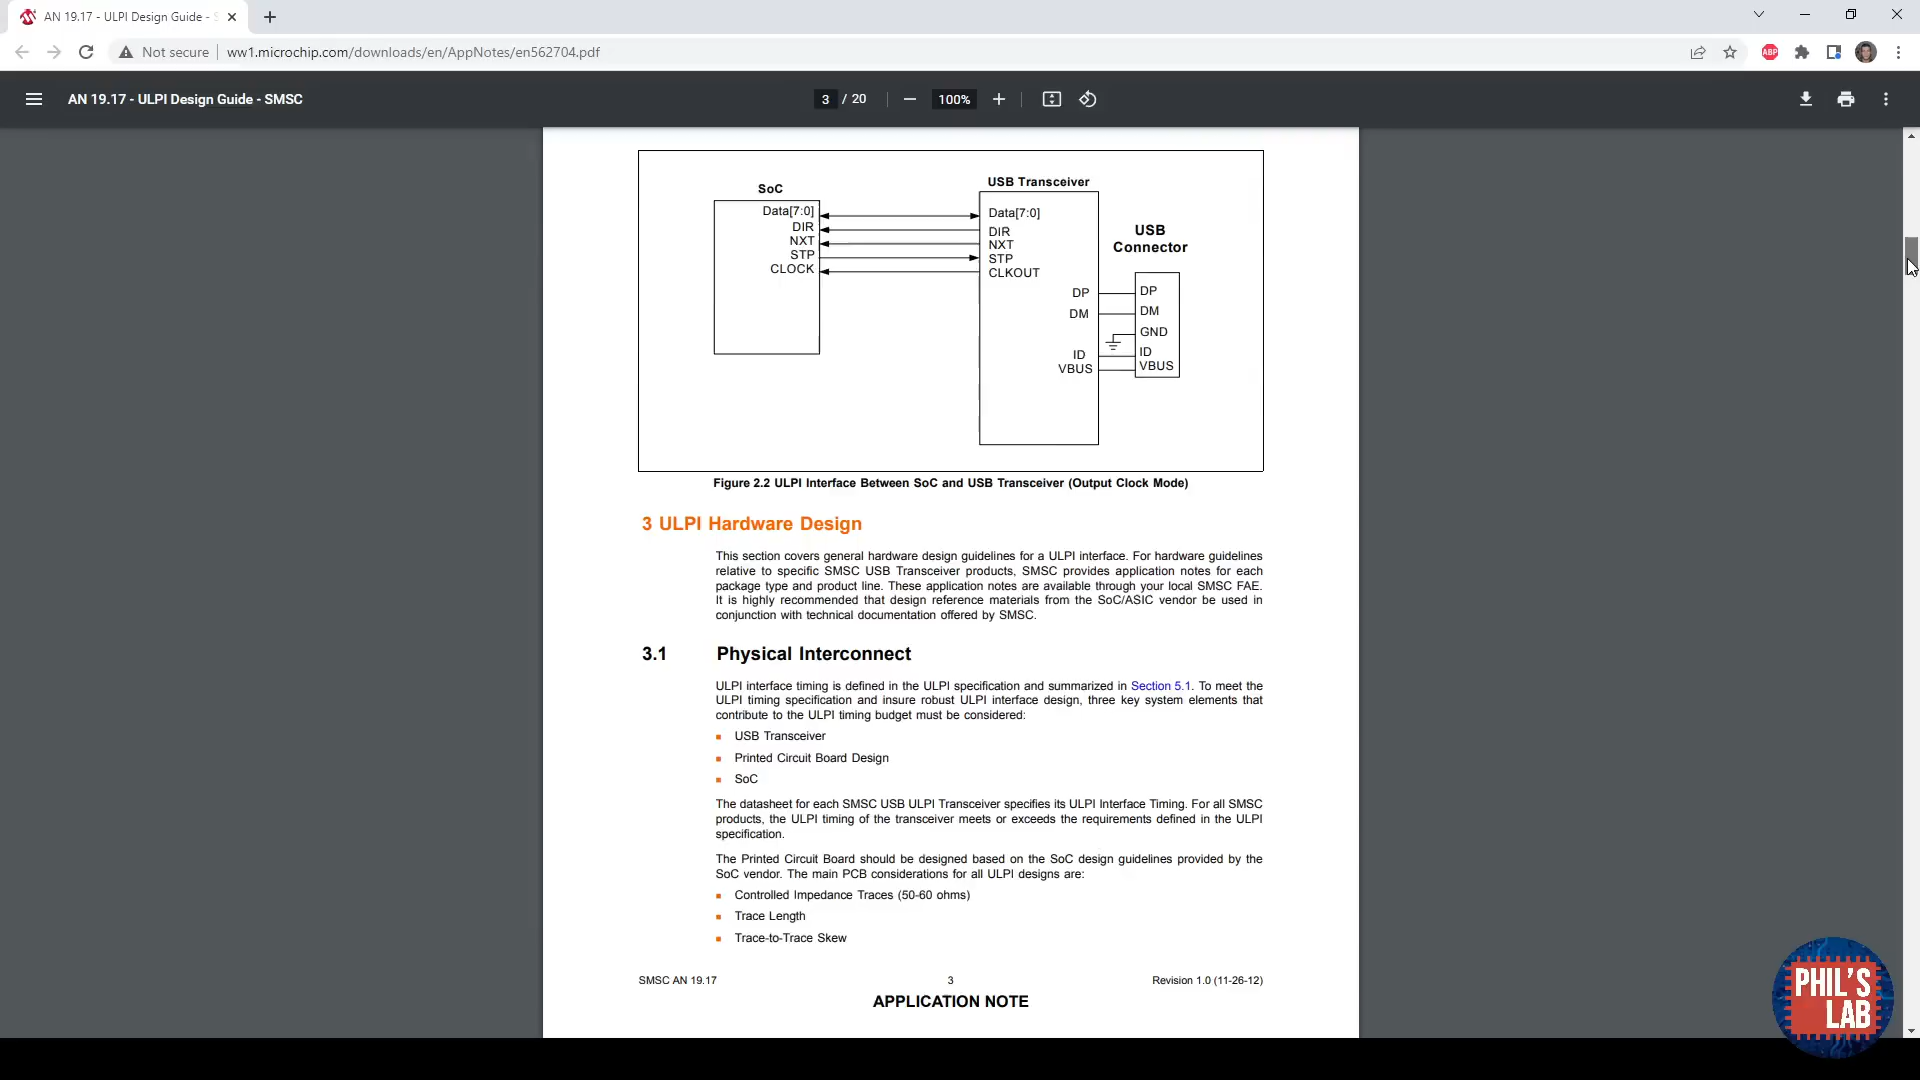 AN 19.17 - ULPI Design Guide -
Not secure
ww1.microchip.com/downloads/en/AppNotes/en562704.pdf
ABP
AN 19.17 - ULPI Design Guide - SMSC
3 / 20
100%
SoC
Data[7:0]
DIR
NXT
STP
CLOCK
USB Transceiver
Data[7:0]
DIR
NXT
STP
CLKOUT
DP
DM
ID
VBUS
USB
Connector
DP
DM
GND
ID
VBUS
Figure 2.2 ULPI Interface Between SoC and USB Transceiver (Output Clock Mode)
3 ULPI Hardware Design
This section covers general hardware design guidelines for a ULPI interface. For hardware guidelines
relative to specific SMSC USB Transceiver products, SMSC provides application notes for each
package type and product line. These application notes are available through your local SMSC FAE.
It is highly recommended that design reference materials from the SoC/ASIC vendor be used in
conjunction with technical documentation offered by SMSC.
3.1 Physical Interconnect
ULPI interface timing is defined in the ULPI specification and summarized in Section 5.1. To meet the
ULPI timing specification and insure robust ULPI interface design, three key system elements that
contribute to the ULPI timing budget must be considered:
USB Transceiver
Printed Circuit Board Design
SoC
The datasheet for each SMSC USB ULPI Transceiver specifies its ULPI Interface Timing. For all SMSC
products, the ULPI timing of the transceiver meets or exceeds the requirements defined in the ULPI
specification.
The Printed Circuit Board should be designed based on the SoC design guidelines provided by the
SoC vendor. The main PCB considerations for all ULPI designs are:
Controlled Impedance Traces (50-60 ohms)
Trace Length
Trace-to-Trace Skew
SMSC AN 19.17 3 Revision 1.0 (11-26-12)
APPLICATION NOTE
PHIL'S
LAB